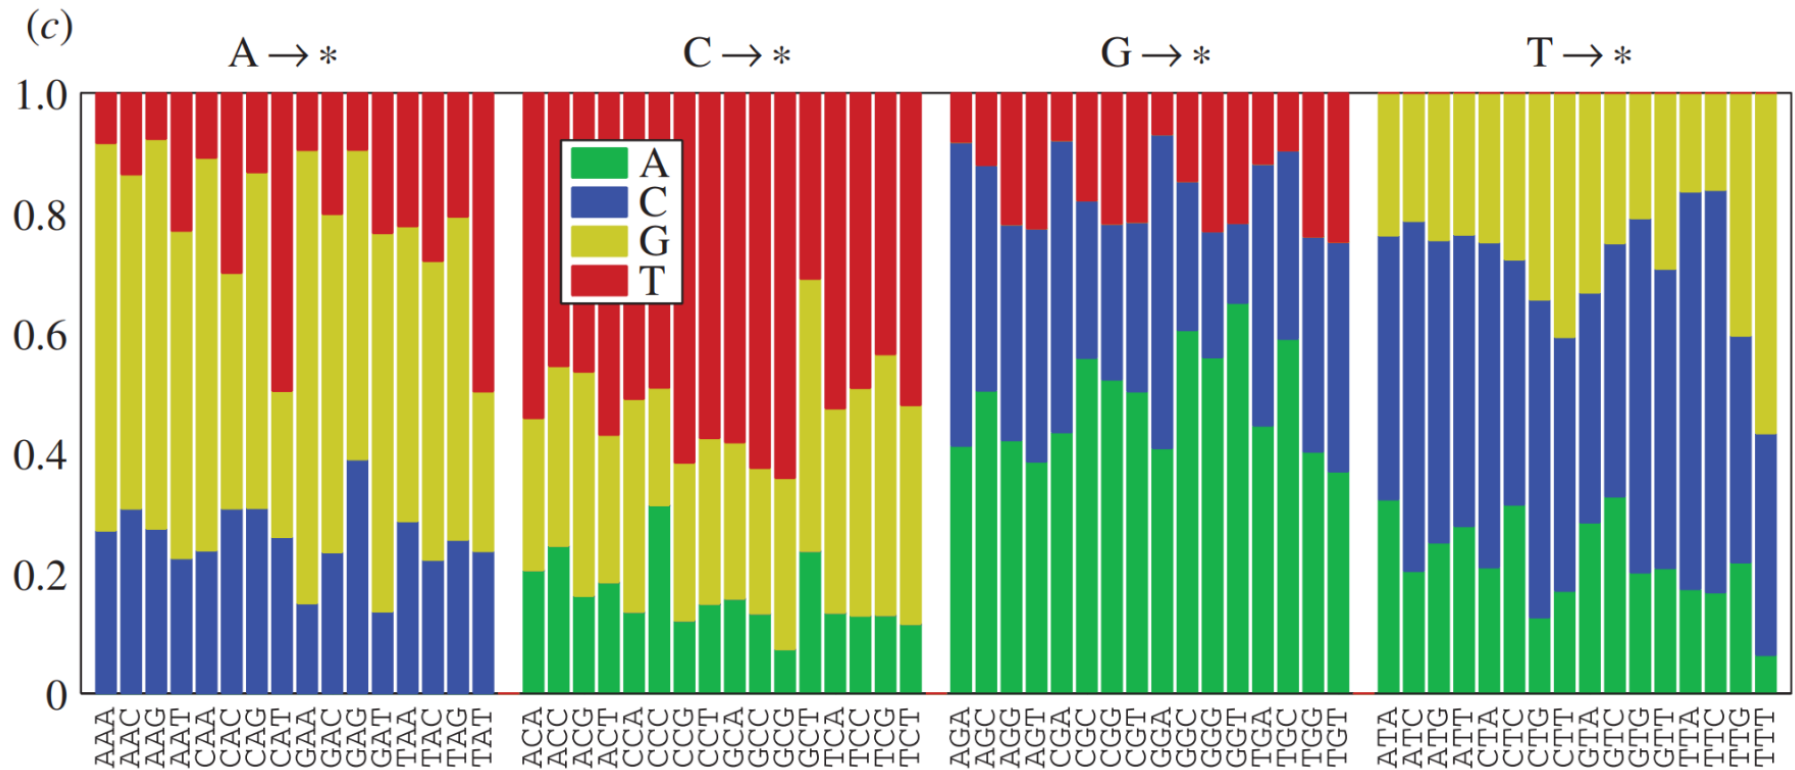 (c)
A → * C → * G → * T → *
1.0
0.8
0.6
0.4
0.2
0
A
C
G
T
AAA AAC AAG AAT CAA CAC CAG CAT GAA GAC GAG GAT TAA TAC TAG TAT ACA ACC ACG ACT CCA CCC CCG CCT GCA GCC GCG GCT TCA TCC TCG TCT AGA AGC AGG AGT CGA CGC CGG CGT GGA GGC GGG GGT TGA TGC TGG TGT ATA ATC ATG ATT CTA CTC CTG CTT GTA GTC GTG GTT TTA TTC TTG TTT